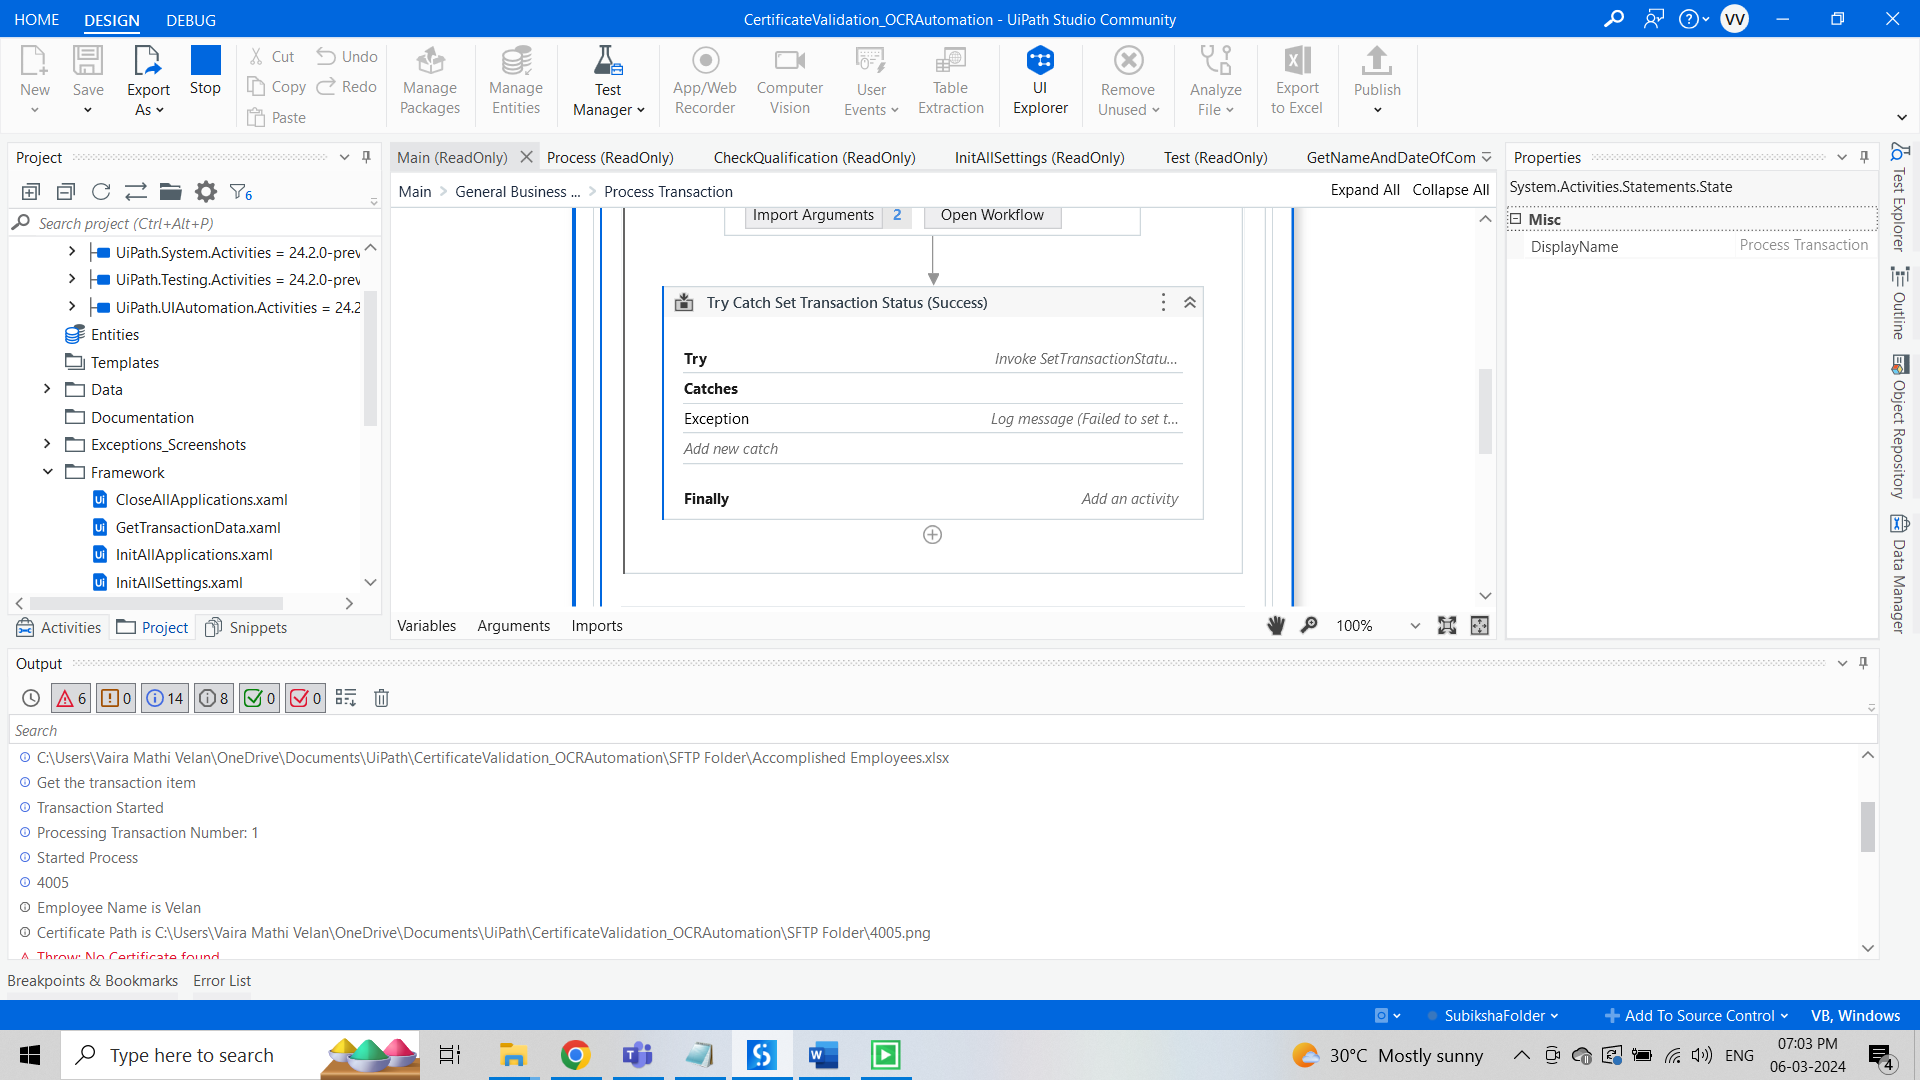 HOME DESIGN DEBUG
CertificateValidation_OCRAutomation - UiPath Studio Community
VV
New
Save
Export As
Stop
Cut
Copy
Paste
Undo
Redo
Manage Packages
Manage Entities
Test Manager
App/Web Recorder
Computer Vision
User Events
Table Extraction
UI Explorer
Remove Unused
Analyze File
Export to Excel
Publish
Project
6
Search project (Ctrl+Alt+P)
UiPath.System.Activities = 24.2.0-prev
UiPath.Testing.Activities = 24.2.0-prev
UiPath.UIAutomation.Activities = 24.2
Entities
Templates
Data
Documentation
Exceptions_Screenshots
Framework
CloseAllApplications.xaml
GetTransactionData.xaml
InitAllApplications.xaml
InitAllSettings.xaml
Activities Project Snippets
Main (ReadOnly) Process (ReadOnly) CheckQualification (ReadOnly) InitAllSettings (ReadOnly) Test (ReadOnly) GetNameAndDateOfCom
Main > General Business ... > Process Transaction
Expand All Collapse All
Import Arguments 2 Open Workflow
Try Catch Set Transaction Status (Success)
Try Invoke SetTransactionStatu...
Catches
Exception Log message (Failed to set t...
Add new catch
Finally Add an activity
Variables Arguments Imports
100%
Properties
System.Activities.Statements.State
Misc
DisplayName Process Transaction
Test Explorer
Outline
Object Repository
Data Manager
Output
6 0 14 8 0 0
Search
C:\Users\Vaira Mathi Velan\OneDrive\Documents\UiPath\CertificateValidation_OCRAutomation\SFTP Folder\Accomplished Employees.xlsx
Get the transaction item
Transaction Started
Processing Transaction Number: 1
Started Process
4005
Employee Name is Velan
Certificate Path is C:\Users\Vaira Mathi Velan\OneDrive\Documents\UiPath\CertificateValidation_OCRAutomation\SFTP Folder\4005.png
Throw: No Certificate found
Breakpoints & Bookmarks Error List
SubikshaFolder Add To Source Control VB, Windows
Type here to search
30°C Mostly sunny
ENG
07:03 PM
06-03-2024
4